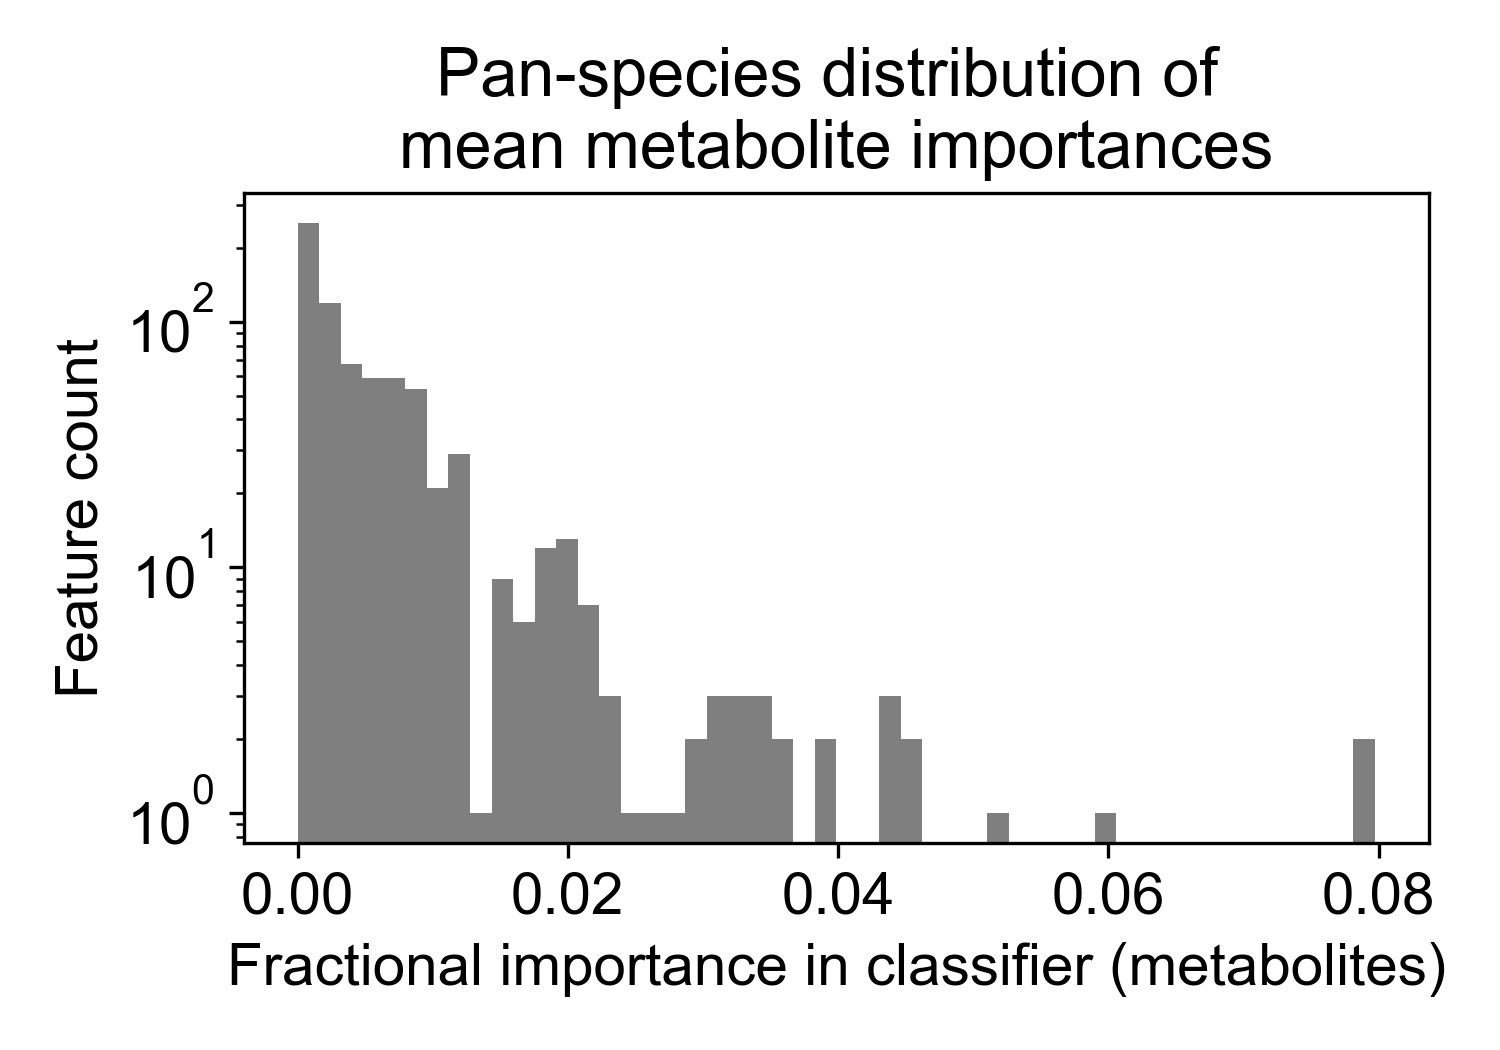 Pan-species distribution of
mean metabolite importances
Feature count
10^2
10^1
10^0
0.00 0.02 0.04 0.06 0.08
Fractional importance in classifier (metabolites)